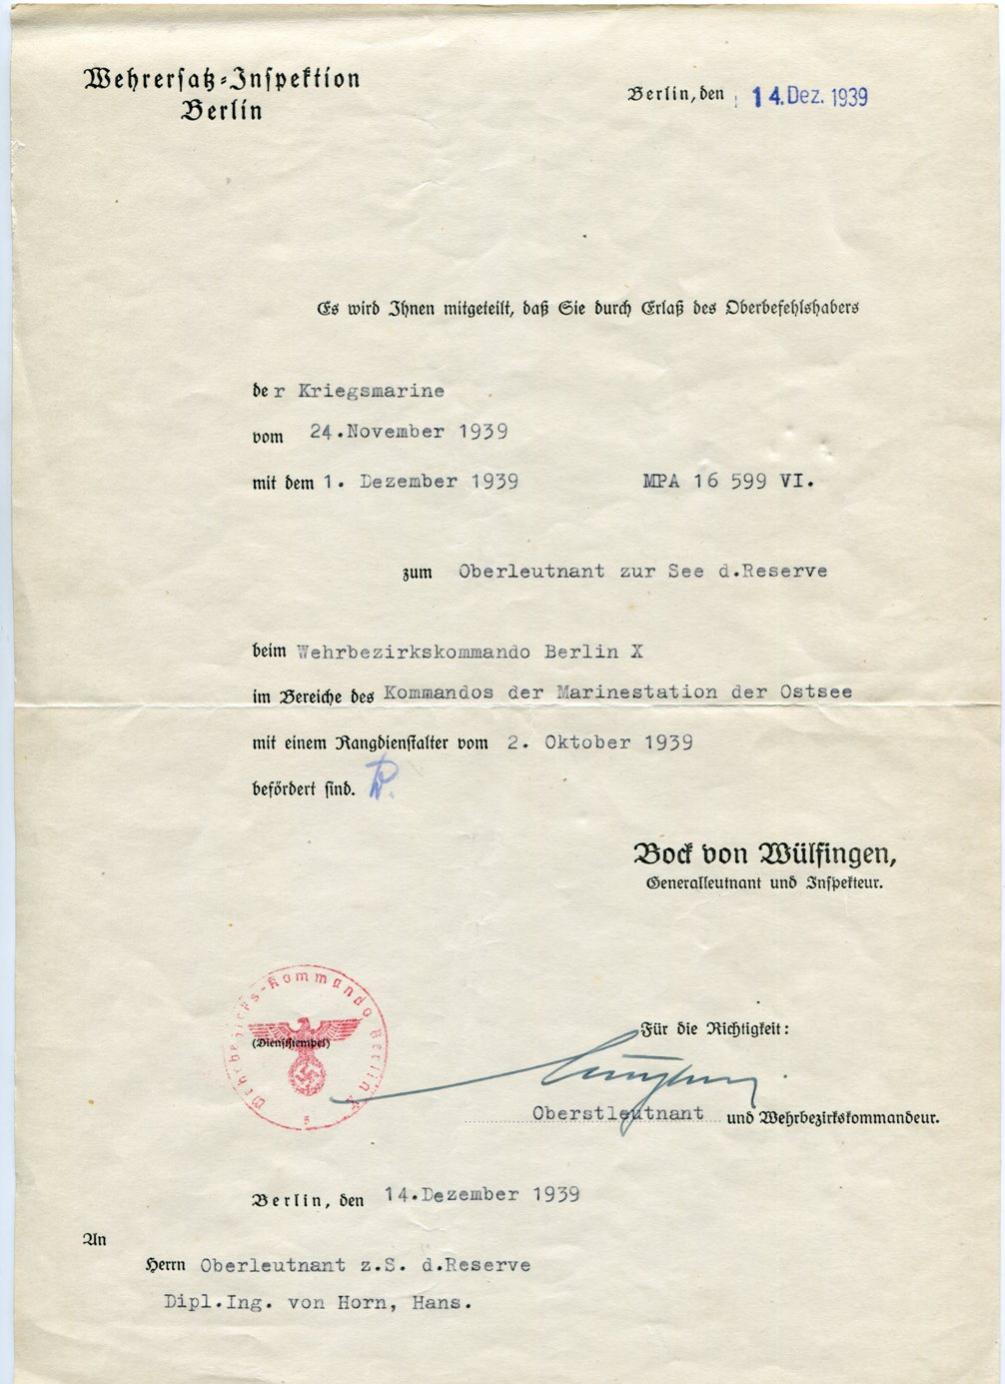 Wehrersatz-Inspektion
Berlin
Berlin, den 14. Dez. 1939
Es wird Ihnen mitgeteilt, daß Sie durch Erlaß des Oberbefehlshabers
der Kriegsmarine
vom 24.November 1939
mit dem 1. Dezember 1939 MPA 16 599 VI.
zum Oberleutnant zur See d.Reserve
beim Wehrbezirkskommando Berlin X
im Bereiche des Kommandos der Marinestation der Ostsee
mit einem Rangdienstalter vom 2. Oktober 1939
befördert sind.
Bock von Wülfingen,
Generalleutnant und Inspekteur.
Wehrbezirks-Kommando Berlin X
(Dienststempel)
5
Für die Richtigkeit:
Oberstleutnant und Wehrbezirkskommandeur.
Berlin, den 14.Dezember 1939
An
Herrn Oberleutnant z.S. d.Reserve
Dipl.Ing. von Horn, Hans.